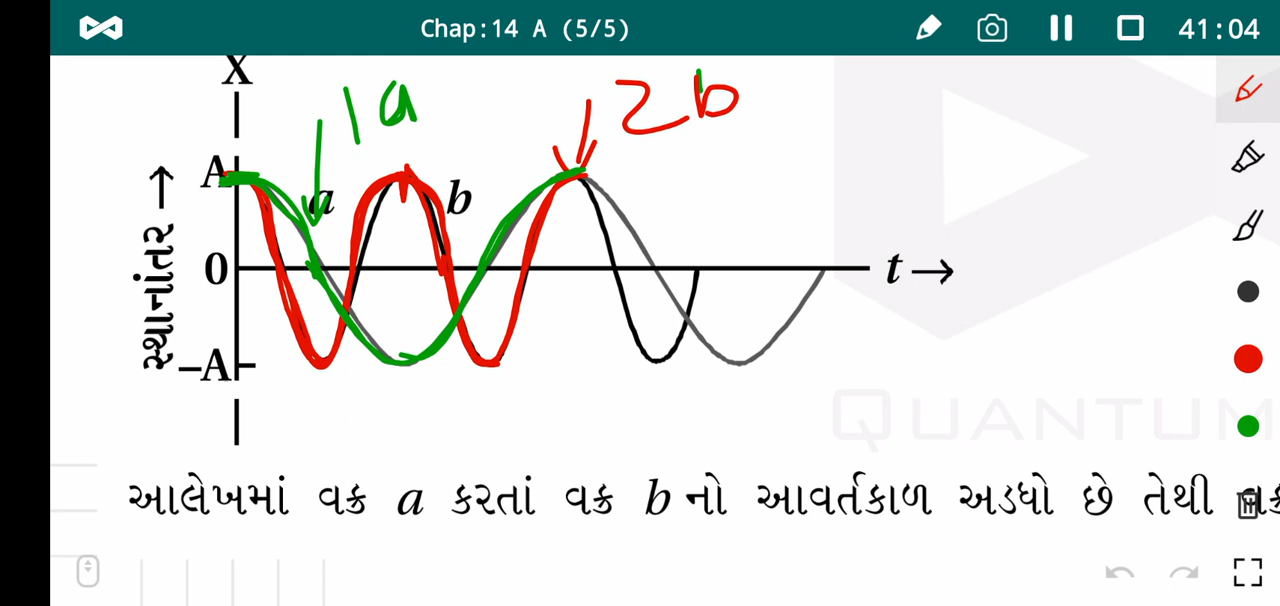 Chap:14 A (5/5)
41:04
X
1a
2b
A
a
b
સ્થાનાંતર →
0
t →
–A
QUANTUM
આલેખમાં વક્ર a કરતાં વક્ર b નો આવર્તકાળ અડધો છે તેથી